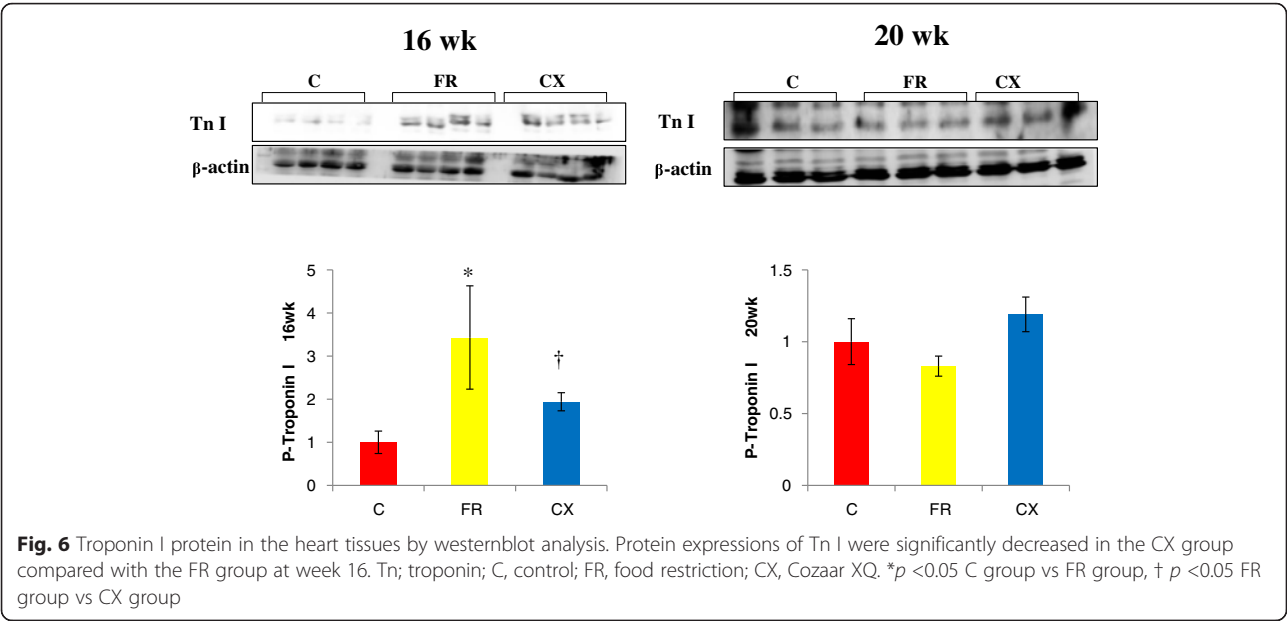 16 wk
C FR CX
Tn I
β-actin
20 wk
C FR CX
Tn I
β-actin
P-Troponin I 16wk
5
4
3
2
1
0
*
†
C FR CX
P-Troponin I 20wk
1.5
1
0.5
0
C FR CX
Fig. 6 Troponin I protein in the heart tissues by westernblot analysis. Protein expressions of Tn I were significantly decreased in the CX group
compared with the FR group at week 16. Tn; troponin; C, control; FR, food restriction; CX, Cozaar XQ. *p <0.05 C group vs FR group, † p <0.05 FR
group vs CX group